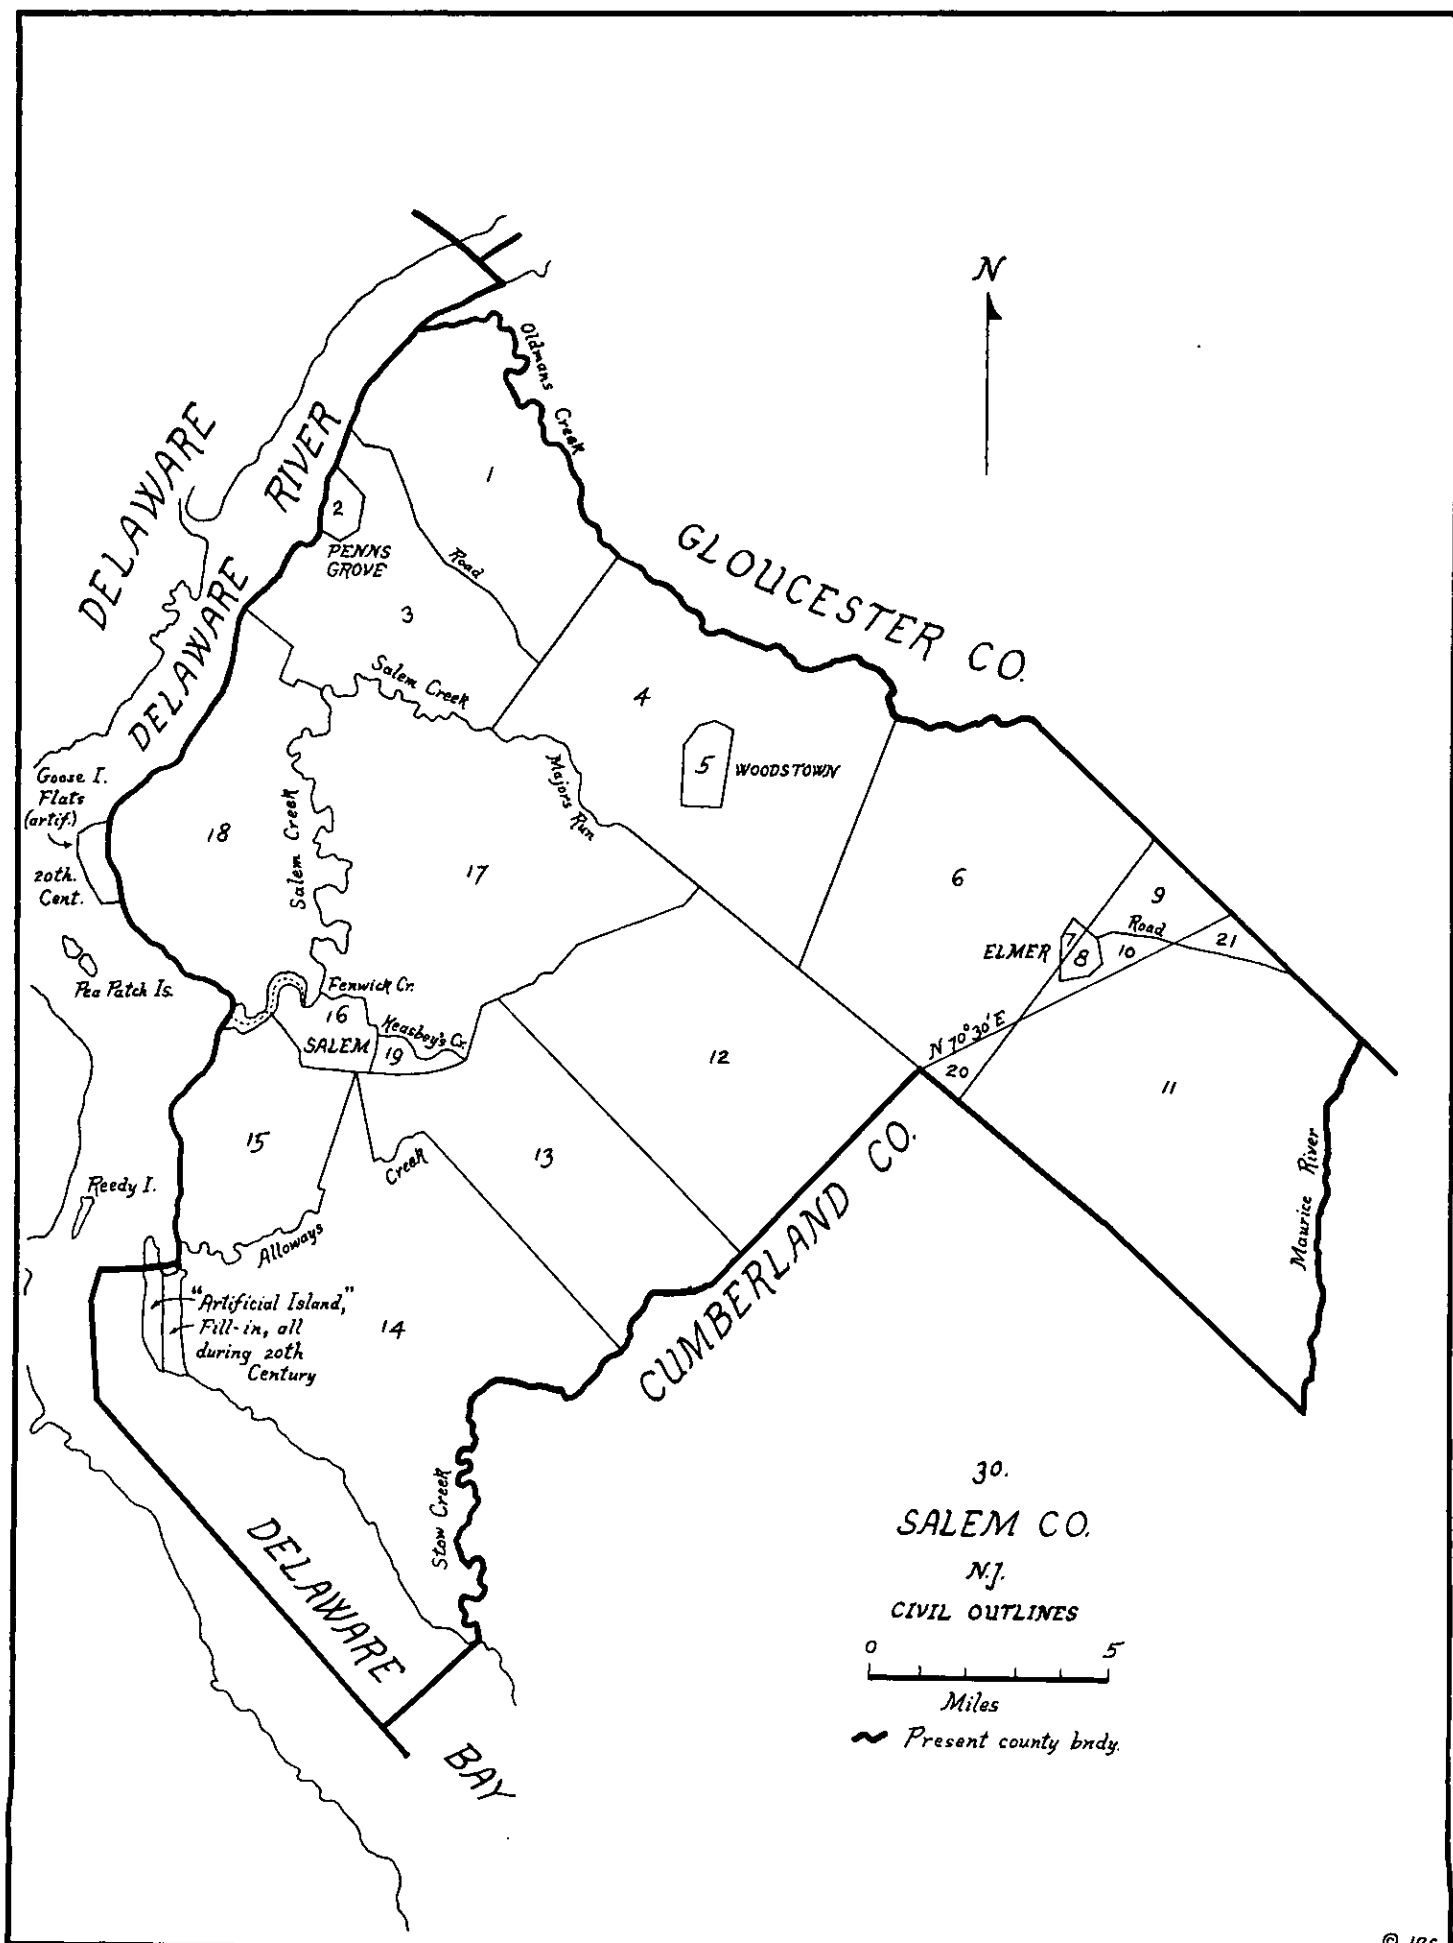 N
Oldmans Creek
DELAWARE
DELAWARE RIVER
1
2
PENNS
GROVE
Road
GLOUCESTER CO.
3
Salem Creek
4
5
WOODSTOWN
Majors Run
Goose I.
Flats
(artif.)
20th.
Cent.
18
Salem Creek
17
6
9
ELMER
7
8
Road
10
21
Pea Patch Is.
Fenwick Cr.
16
SALEM
Keasbey's Cr.
19
12
N 70° 30' E
20
11
15
Creek
13
CUMBERLAND CO.
Maurice River
Reedy I.
Alloways
"Artificial Island,"
Fill-in, all
during 20th
Century
14
Stow Creek
DELAWARE
BAY
30.
SALEM CO.
N.J.
CIVIL OUTLINES
0 5
Miles
Present county bndy.
©